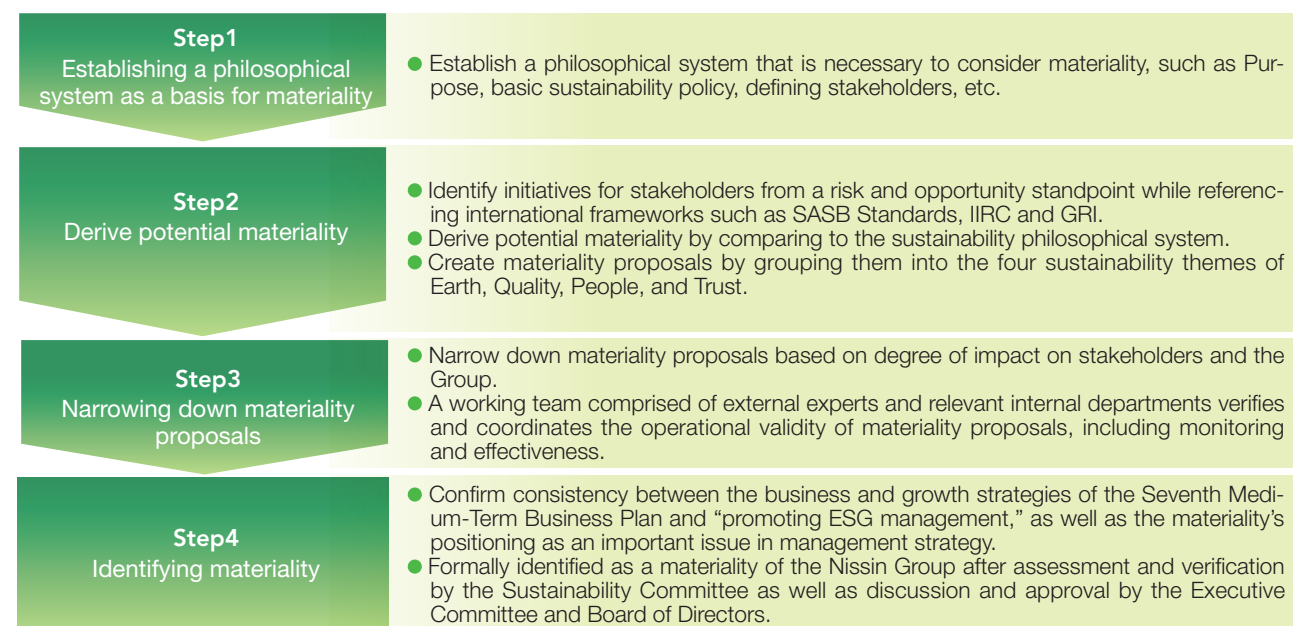 Step1
Establishing a philosophical
system as a basis for materiality
● Establish a philosophical system that is necessary to consider materiality, such as Pur-
pose, basic sustainability policy, defining stakeholders, etc.
Step2
Derive potential materiality
● Identify initiatives for stakeholders from a risk and opportunity standpoint while referenc-
ing international frameworks such as SASB Standards, IIRC and GRI.
● Derive potential materiality by comparing to the sustainability philosophical system.
● Create materiality proposals by grouping them into the four sustainability themes of
Earth, Quality, People, and Trust.
Step3
Narrowing down materiality
proposals
● Narrow down materiality proposals based on degree of impact on stakeholders and the
Group.
● A working team comprised of external experts and relevant internal departments verifies
and coordinates the operational validity of materiality proposals, including monitoring
and effectiveness.
Step4
Identifying materiality
● Confirm consistency between the business and growth strategies of the Seventh Medi-
um-Term Business Plan and “promoting ESG management,” as well as the materiality’s
positioning as an important issue in management strategy.
● Formally identified as a materiality of the Nissin Group after assessment and verification
by the Sustainability Committee as well as discussion and approval by the Executive
Committee and Board of Directors.